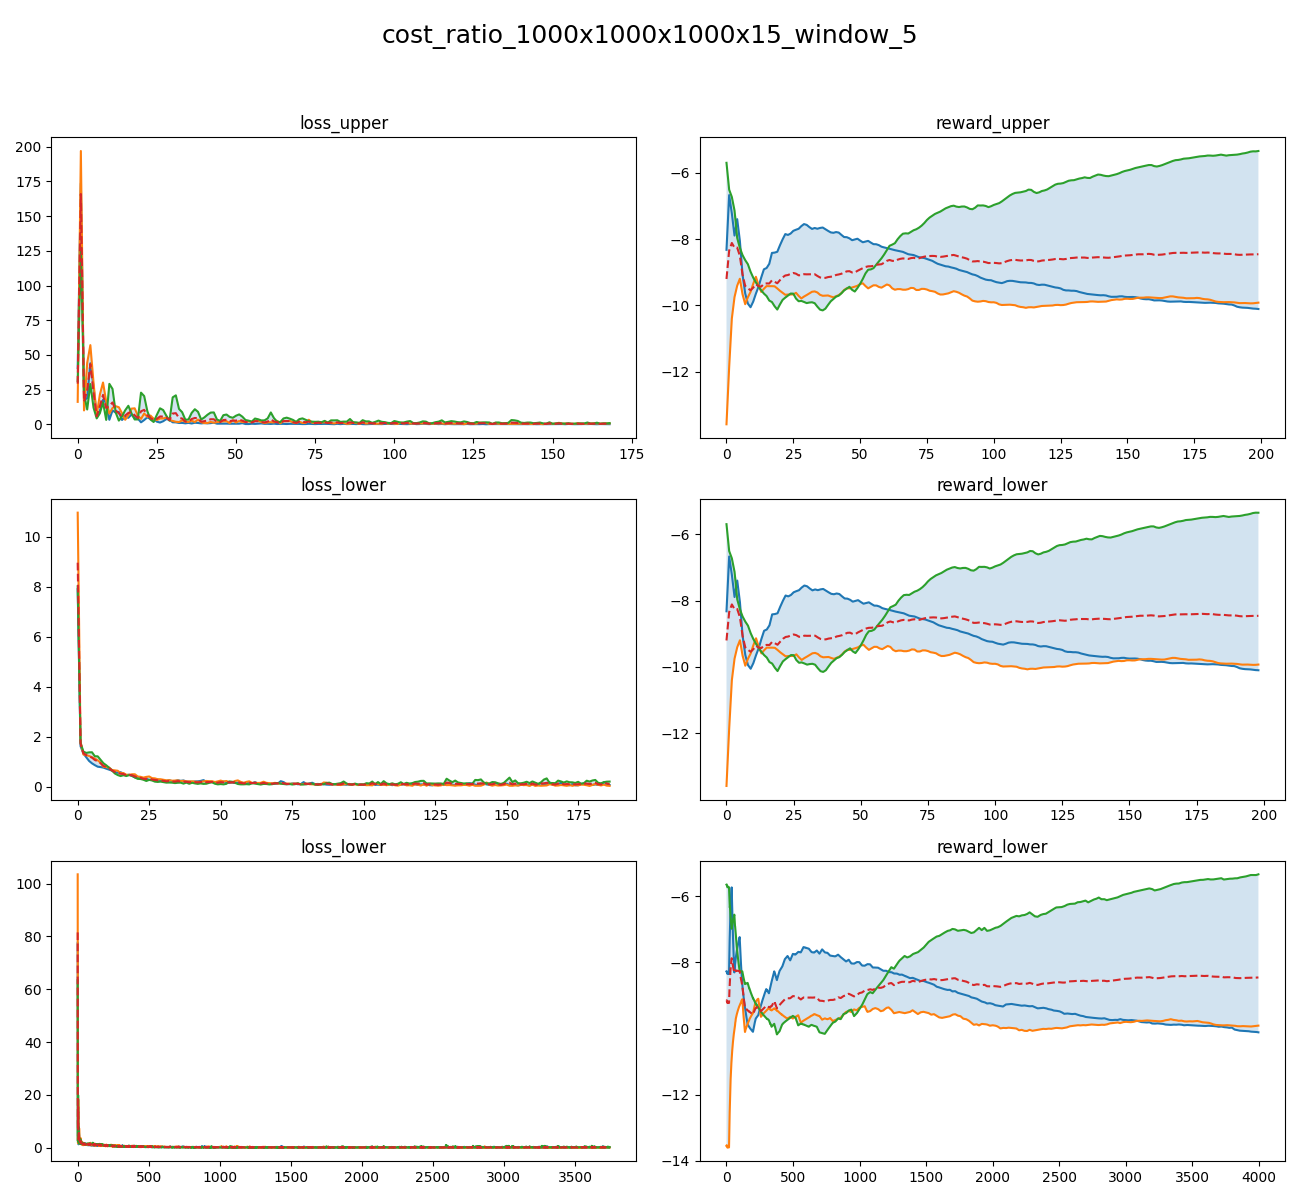 cost_ratio_1000x1000x1000x15_window_5
loss_upper
reward_upper
200
175
150
125
100
75
50
25
0
0 25 50 75 100 125 150 175
−6
−8
−10
−12
0 25 50 75 100 125 150 175 200
loss_lower
reward_lower
10
8
6
4
2
0
0 25 50 75 100 125 150 175
−6
−8
−10
−12
0 25 50 75 100 125 150 175 200
loss_lower
reward_lower
100
80
60
40
20
0
0 500 1000 1500 2000 2500 3000 3500
−6
−8
−10
−12
−14
0 500 1000 1500 2000 2500 3000 3500 4000